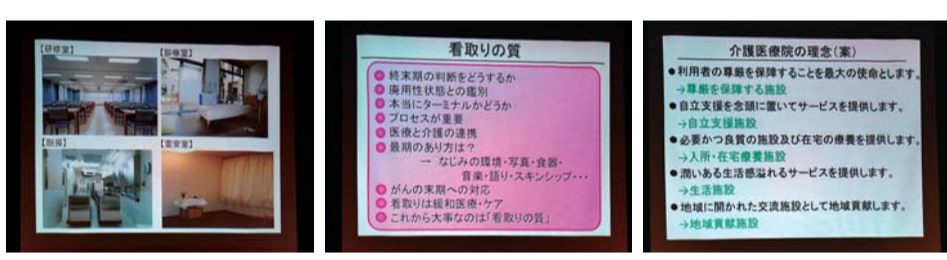 【研修室】
【診療室】
【厨房】
【霊安室】
看取りの質
終末期の判断をどうするか
廃用性状態との鑑別
本当にターミナルかどうか
プロセスが重要
医療と介護の連携
最期のあり方は？
→ なじみの環境・写真・食器・
音楽・語り・スキンシップ・・・
がんの末期への対応
看取りは緩和医療・ケア
これから大事なのは「看取りの質」
介護医療院の理念（案）
●利用者の尊厳を保障することを最大の使命とします。
→尊厳を保障する施設
●自立支援を念頭に置いてサービスを提供します。
→自立支援施設
●必要かつ良質の施設及び在宅の療養を提供します。
→入所・在宅療養施設
●潤いある生活感溢れるサービスを提供します。
→生活施設
●地域に開かれた交流施設として地域貢献します。
→地域貢献施設